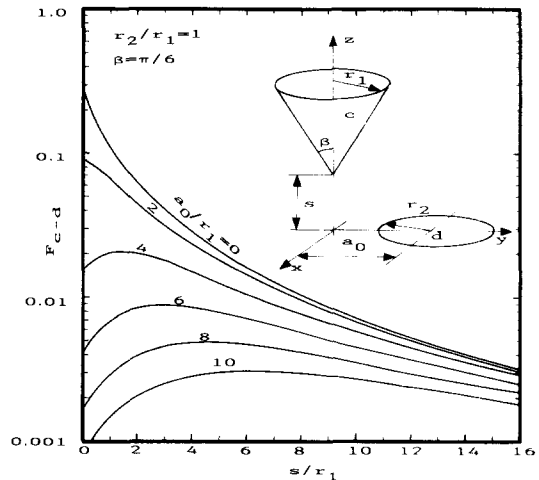 1.0
r2/r1=1
β=π/6
z
r1
c
β
0.1
s
r2
d
a0
y
x
Fc-d
a0/r1=0
2
4
0.01
6
8
10
0.001
0 2 4 6 8 10 12 14 16
s/r1